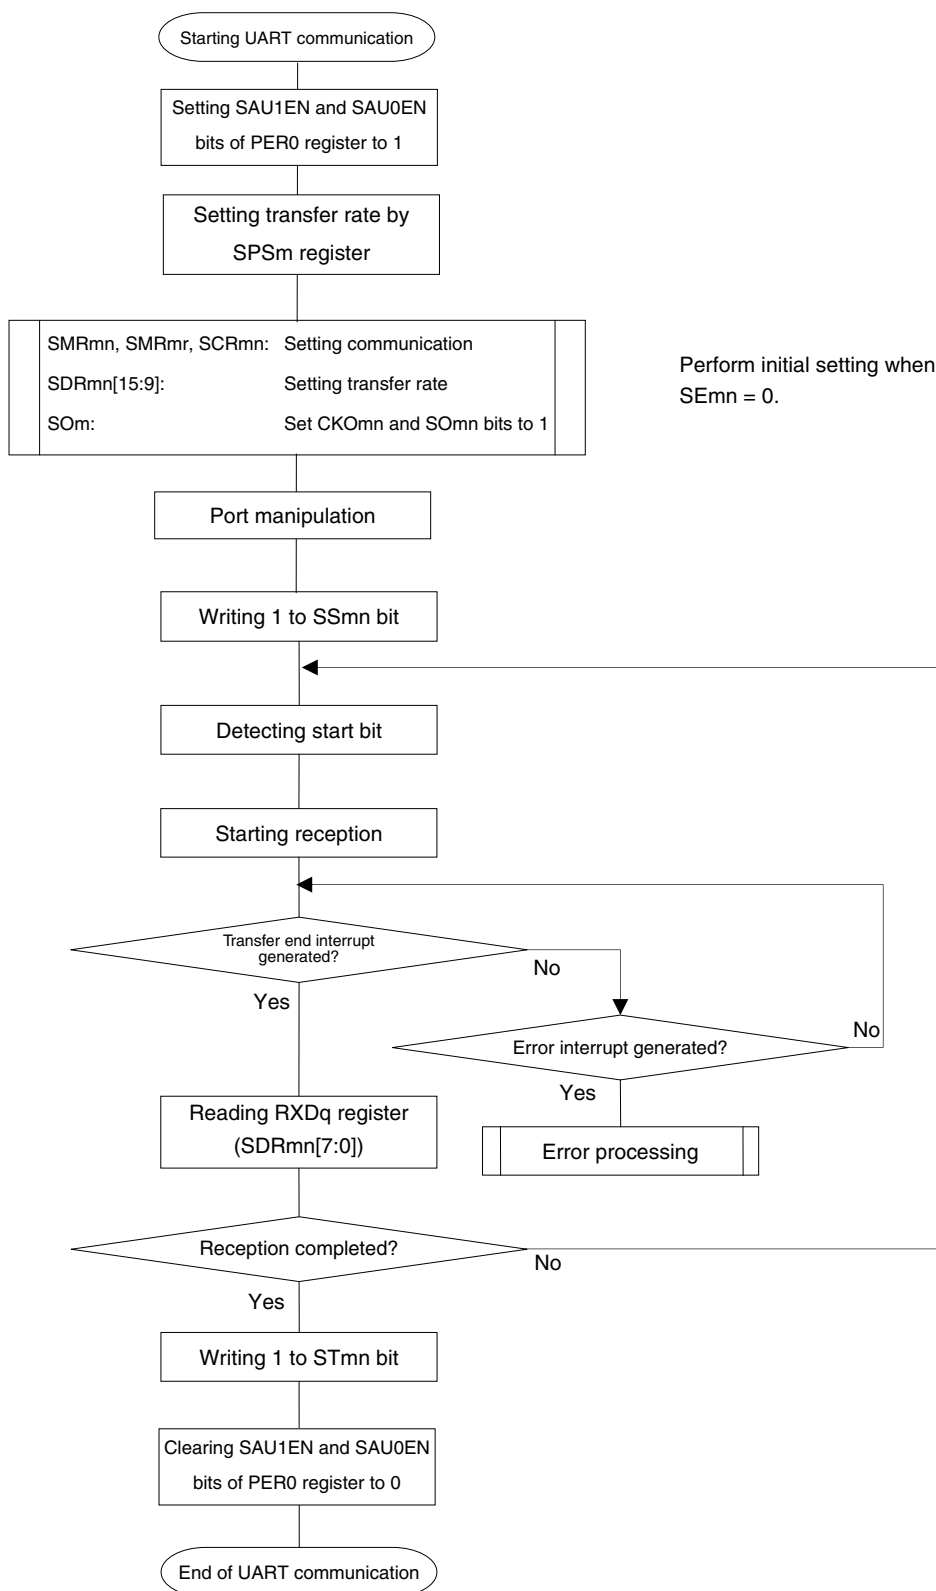 Starting UART communication
Setting SAU1EN and SAU0EN
bits of PER0 register to 1
Setting transfer rate by
SPSm register
SMRmn, SMRmr, SCRmn: Setting communication
SDRmn[15:9]: Setting transfer rate
SOm: Set CKOmn and SOmn bits to 1
Perform initial setting when
SEmn = 0.
Port manipulation
Writing 1 to SSmn bit
Detecting start bit
Starting reception
Transfer end interrupt
generated?
No
Yes
Error interrupt generated?
No
Yes
Reading RXDq register
(SDRmn[7:0])
Error processing
Reception completed?
No
Yes
Writing 1 to STmn bit
Clearing SAU1EN and SAU0EN
bits of PER0 register to 0
End of UART communication